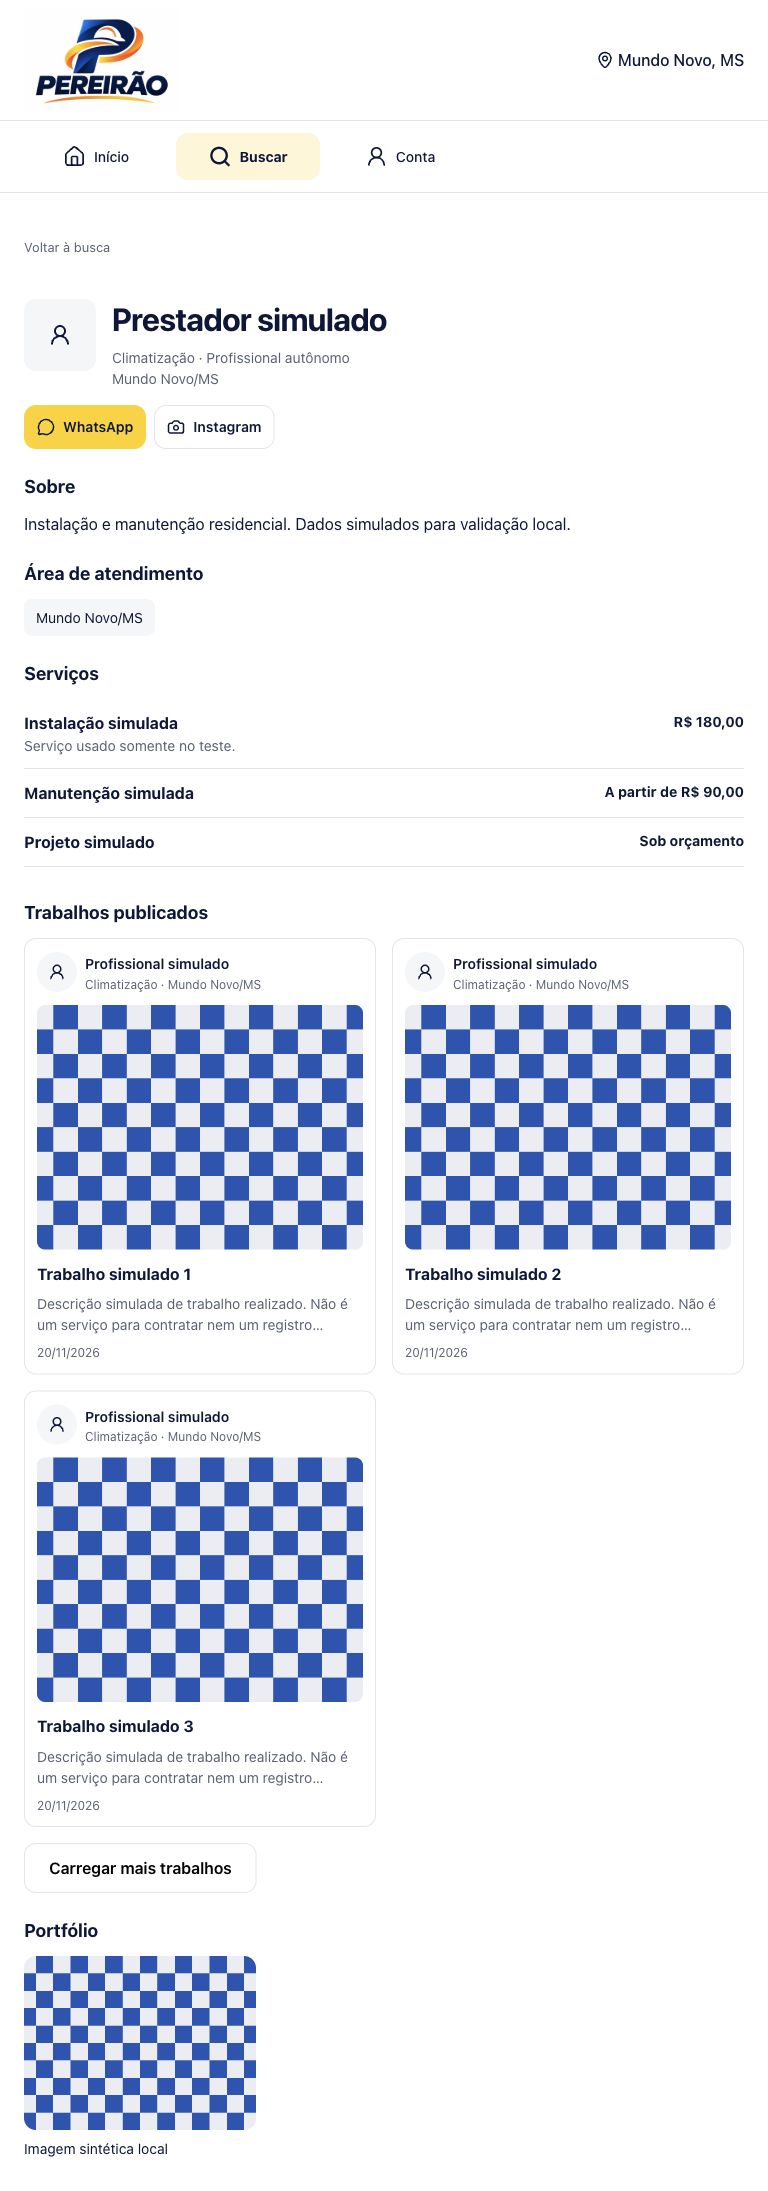 PEREIRÃO
Mundo Novo, MS
Início
Buscar
Conta
Voltar à busca
Prestador simulado
Climatização · Profissional autônomo
Mundo Novo/MS
WhatsApp
Instagram
Sobre
Instalação e manutenção residencial. Dados simulados para validação local.
Área de atendimento
Mundo Novo/MS
Serviços
Instalação simulada
R$ 180,00
Serviço usado somente no teste.
Manutenção simulada
A partir de R$ 90,00
Projeto simulado
Sob orçamento
Trabalhos publicados
Profissional simulado
Climatização · Mundo Novo/MS
Trabalho simulado 1
Descrição simulada de trabalho realizado. Não é
um serviço para contratar nem um registro...
20/11/2026
Profissional simulado
Climatização · Mundo Novo/MS
Trabalho simulado 2
Descrição simulada de trabalho realizado. Não é
um serviço para contratar nem um registro...
20/11/2026
Profissional simulado
Climatização · Mundo Novo/MS
Trabalho simulado 3
Descrição simulada de trabalho realizado. Não é
um serviço para contratar nem um registro...
20/11/2026
Carregar mais trabalhos
Portfólio
Imagem sintética local